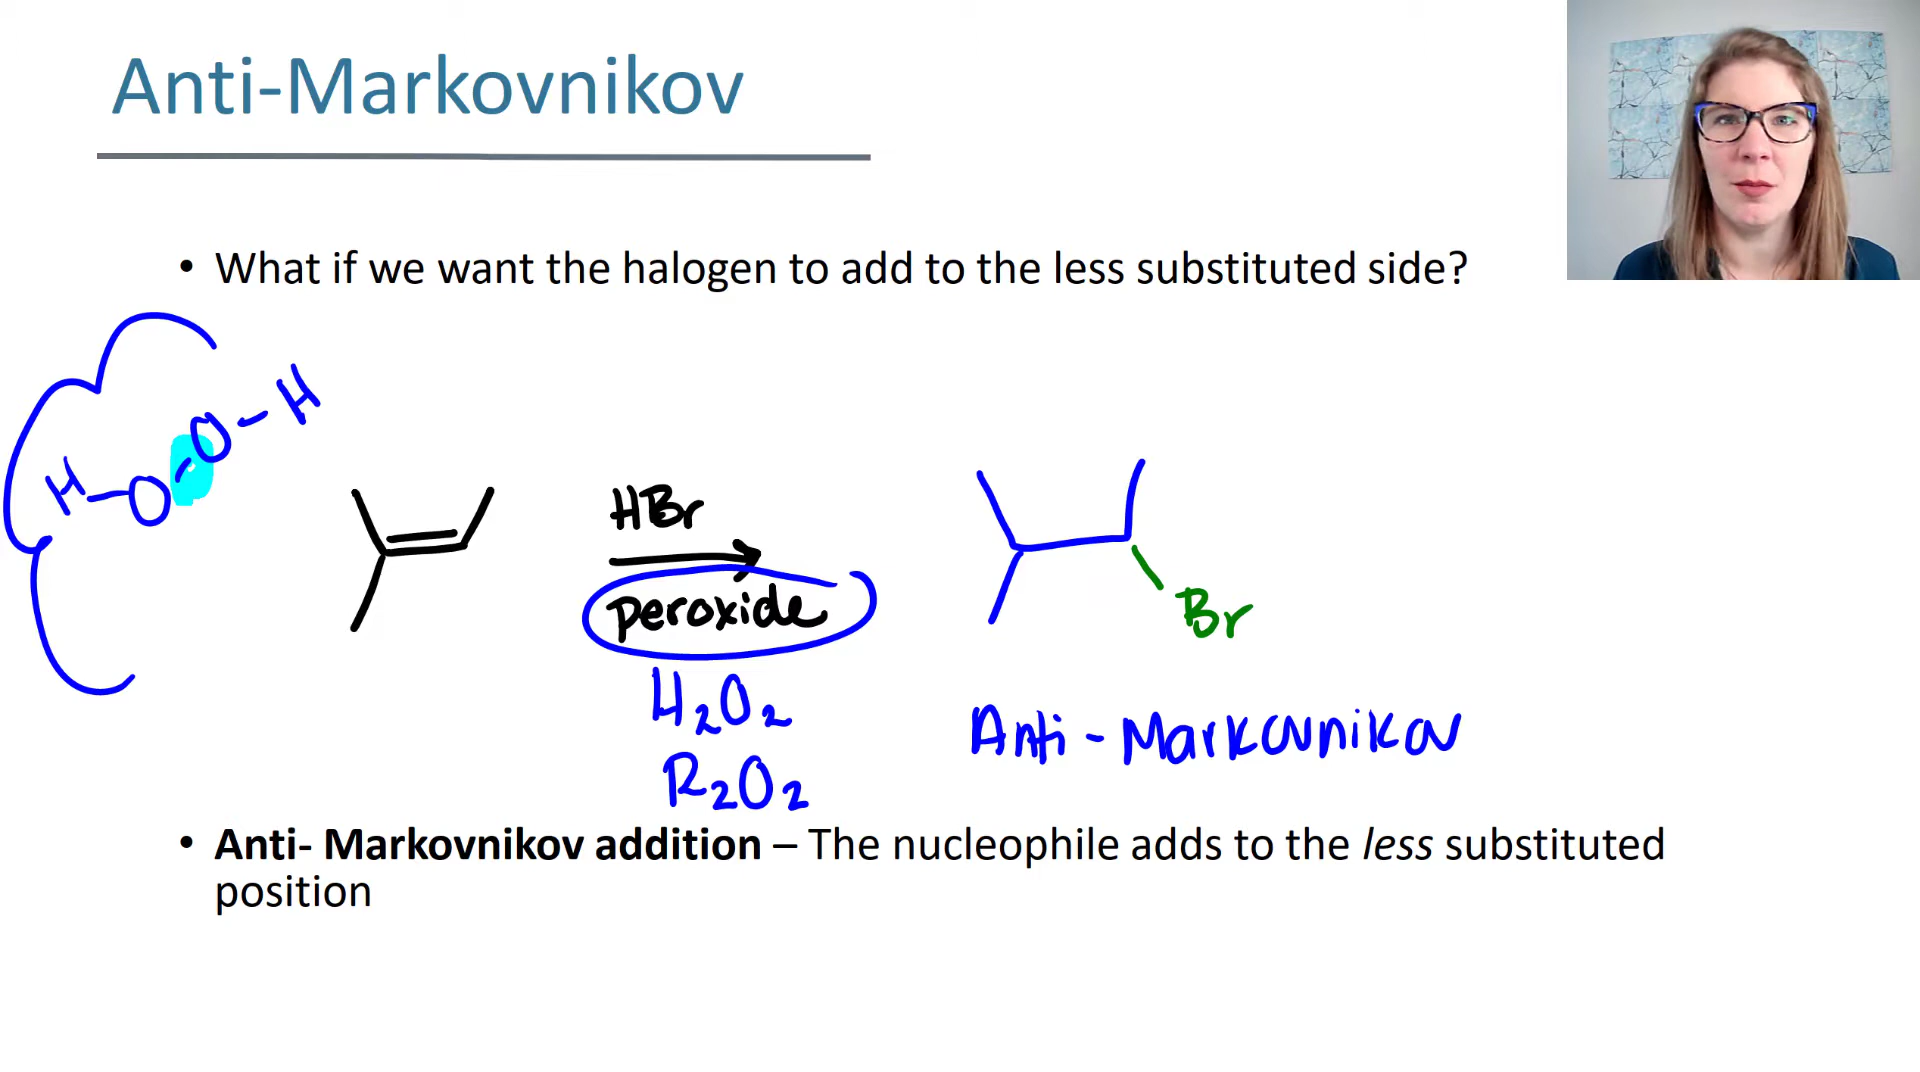 Anti-Markovnikov
• What if we want the halogen to add to the less substituted side?
H-O-O-H
HBr
peroxide
Br
H₂O₂
R₂O₂
Anti-Markovnikov
• Anti- Markovnikov addition – The nucleophile adds to the less substituted
position